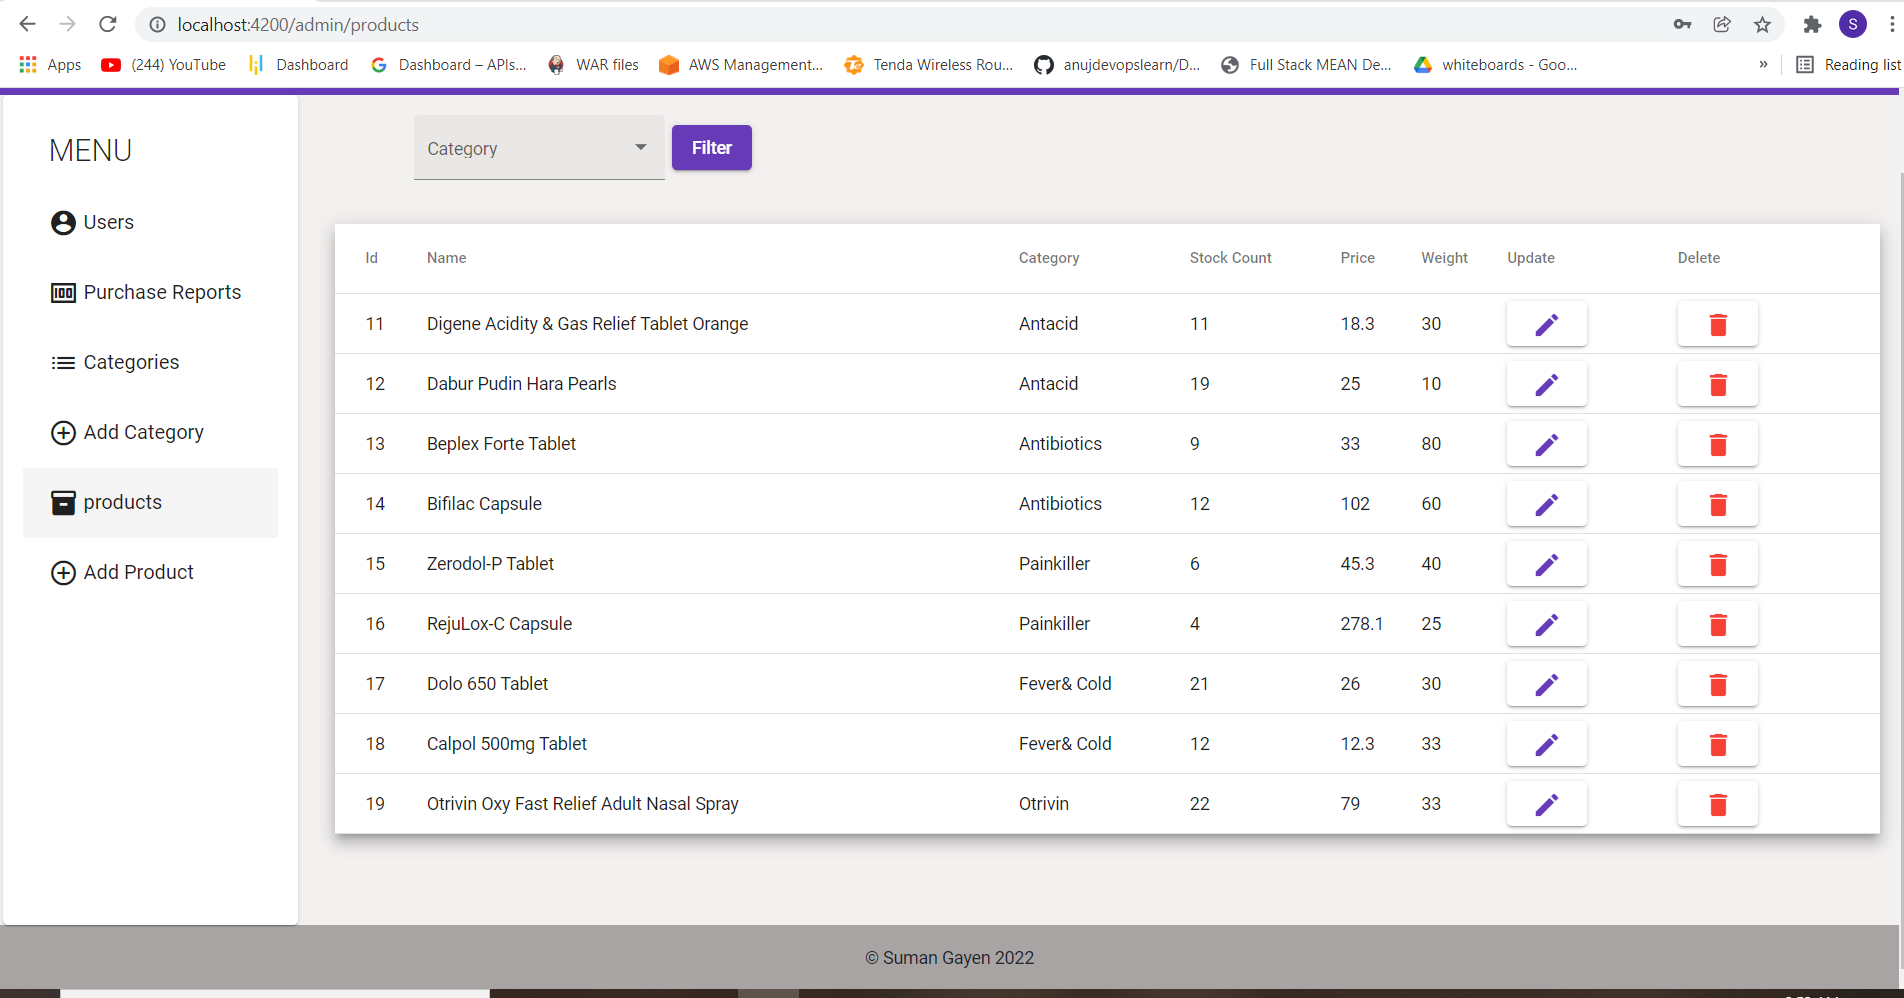 localhost:4200/admin/products
S
Apps (244) YouTube Dashboard Dashboard – APIs... WAR files AWS Management... Tenda Wireless Rou... anujdevopslearn/D... Full Stack MEAN De... whiteboards - Goo... » Reading list
MENU
Users
Purchase Reports
Categories
Add Category
products
Add Product
Category Filter
Id Name Category Stock Count Price Weight Update Delete
11 Digene Acidity & Gas Relief Tablet Orange Antacid 11 18.3 30
12 Dabur Pudin Hara Pearls Antacid 19 25 10
13 Beplex Forte Tablet Antibiotics 9 33 80
14 Bifilac Capsule Antibiotics 12 102 60
15 Zerodol-P Tablet Painkiller 6 45.3 40
16 RejuLox-C Capsule Painkiller 4 278.1 25
17 Dolo 650 Tablet Fever& Cold 21 26 30
18 Calpol 500mg Tablet Fever& Cold 12 12.3 33
19 Otrivin Oxy Fast Relief Adult Nasal Spray Otrivin 22 79 33
© Suman Gayen 2022